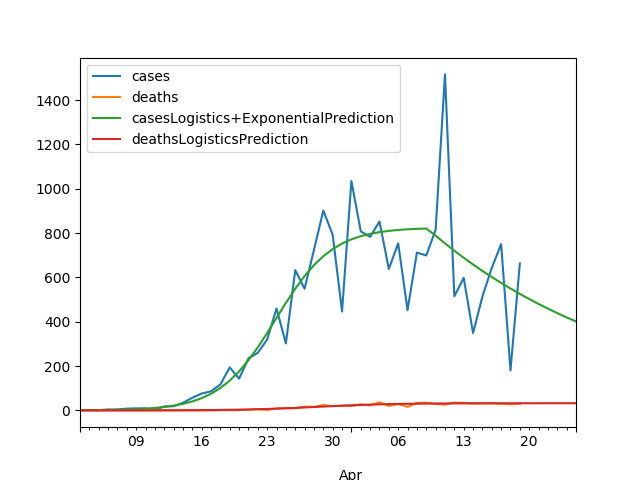 cases
deaths
casesLogistics+ExponentialPrediction
deathsLogisticsPrediction
1400
1200
1000
800
600
400
200
0
09 16 23 30 06 13 20
Apr